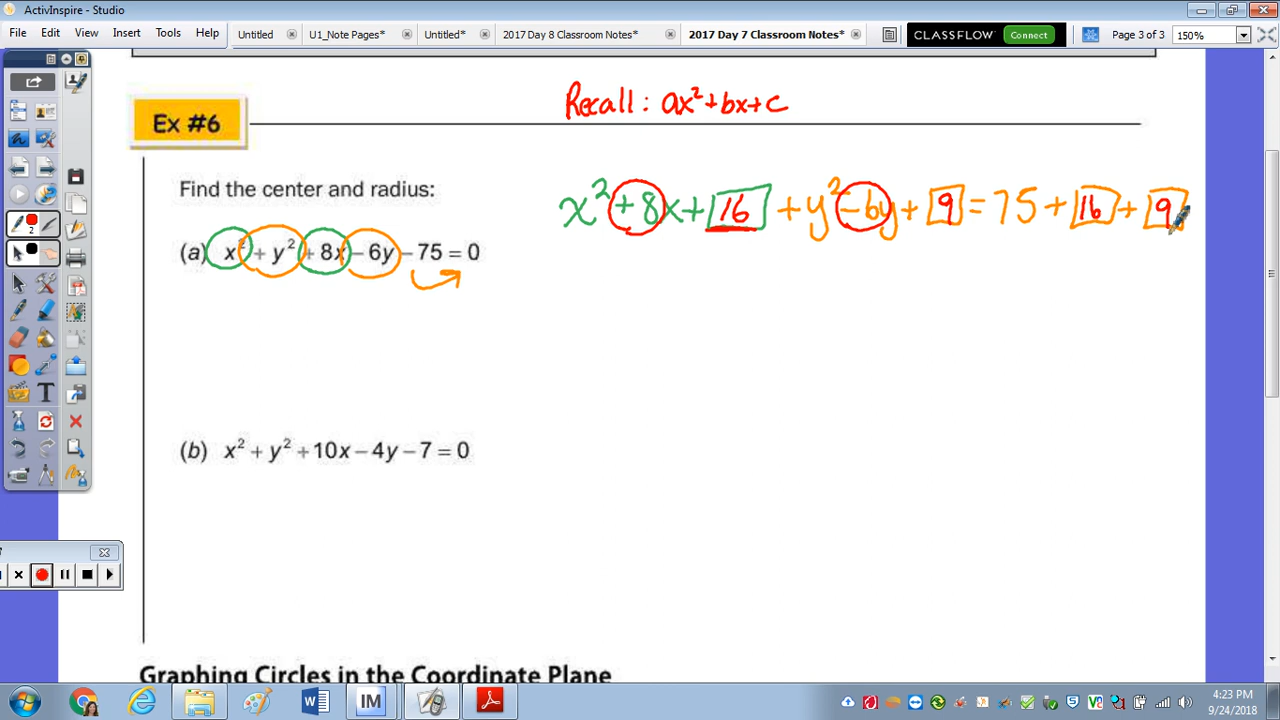 ActivInspire - Studio
File Edit View Insert Tools Help Untitled U1_Note Pages* Untitled* 2017 Day 6 Classroom Notes* 2017 Day 7 Classroom Notes* CLASSFLOW Connect Page 3 of 3 150%
Recall: ax²+bx+c
Ex #6
Find the center and radius:
x²+8x+16+y²-6y+9=75+16+9
(a) x² + y² + 8x - 6y - 75 = 0
2
(b) x² + y² + 10x - 4y - 7 = 0
Graphing Circles in the Coordinate Plane
IM
4:23 PM
9/24/2018